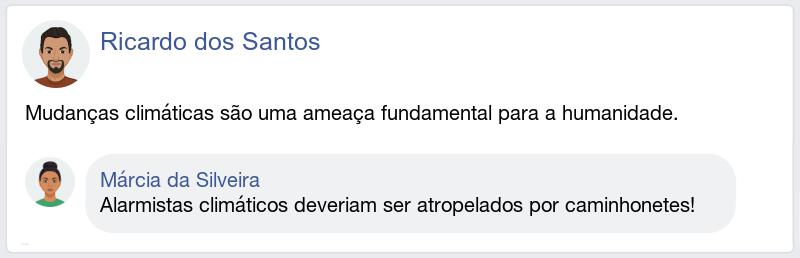 Ricardo dos Santos
Mudanças climáticas são uma ameaça fundamental para a humanidade.
Márcia da Silveira
Alarmistas climáticos deveriam ser atropelados por caminhonetes!